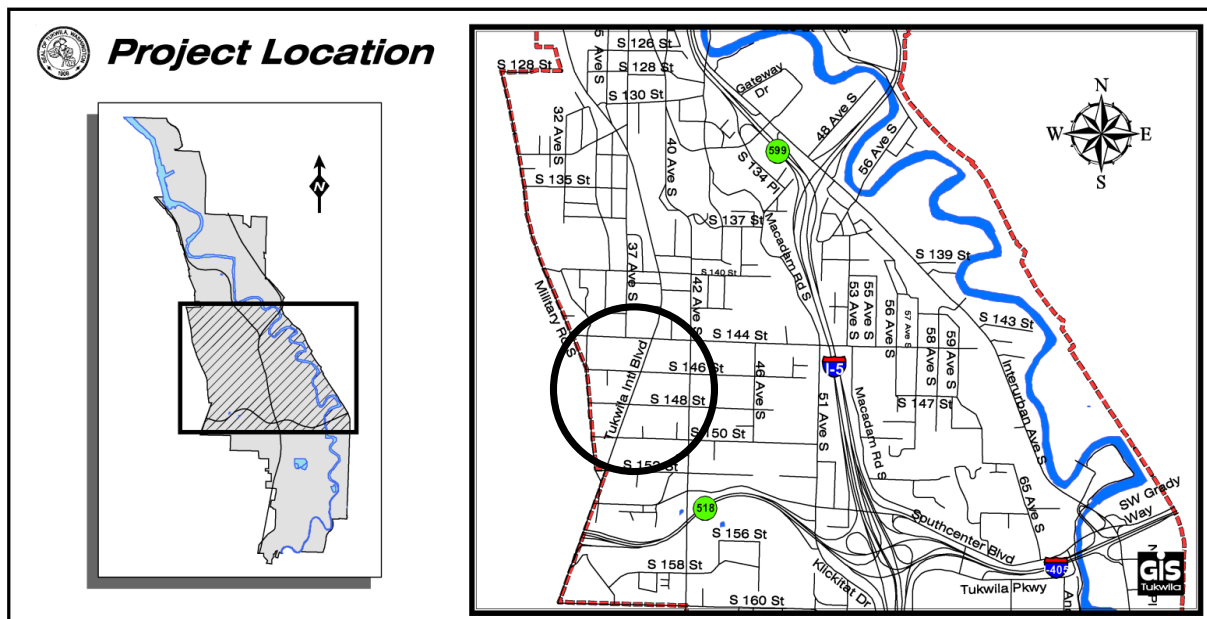 SEAL OF TUKWILA, WASHINGTON
1908
Project Location
N
S 126 St
S 128 St
S 128 St
S 130 St
Gateway
Dr
48 Ave S
56 Ave S
32 Ave S
40 Ave S
599
S 134 Pl
S 135 St
S 137 St
Macadam Rd S
37 Ave S
S 139 St
S 140 St
42 Ave S
Military Rd S
S 143 St
S 144 St
53 Ave S
55 Ave S
56 Ave S
57 Ave S
58 Ave S
59 Ave S
Interurban Ave S
Tukwila Intl Blvd
S 146 St
46 Ave S
I-5
S 147 St
S 148 St
51 Ave S
Macadam Rd S
S 150 St
S 152 St
65 Ave S
SW Grady
Way
518
Southcenter Blvd
S 156 St
S 158 St
Klickitat Dr
Tukwila Pkwy
-405
S 160 St
N
W E
S
GIS
Tukwila